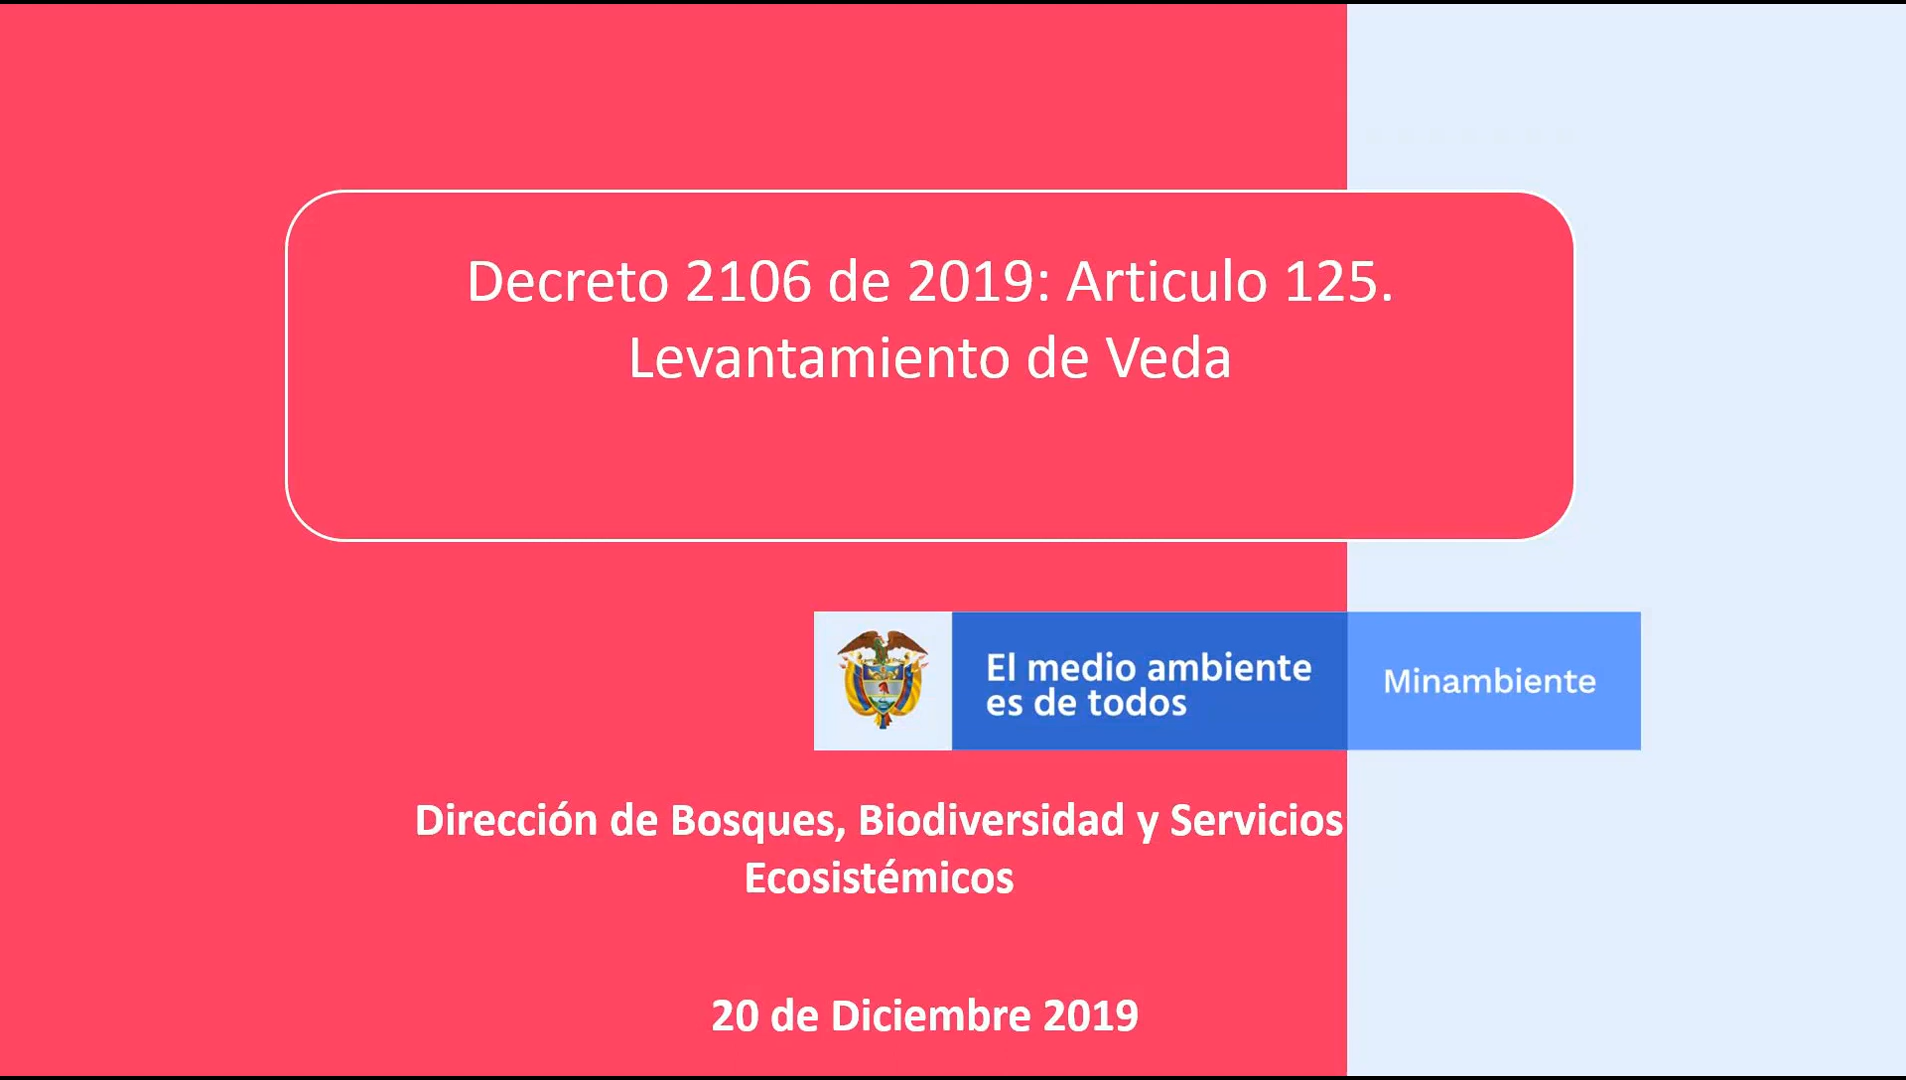 Decreto 2106 de 2019: Articulo 125.
Levantamiento de Veda
El medio ambiente
es de todos
Minambiente
Dirección de Bosques, Biodiversidad y Servicios
Ecosistémicos
20 de Diciembre 2019